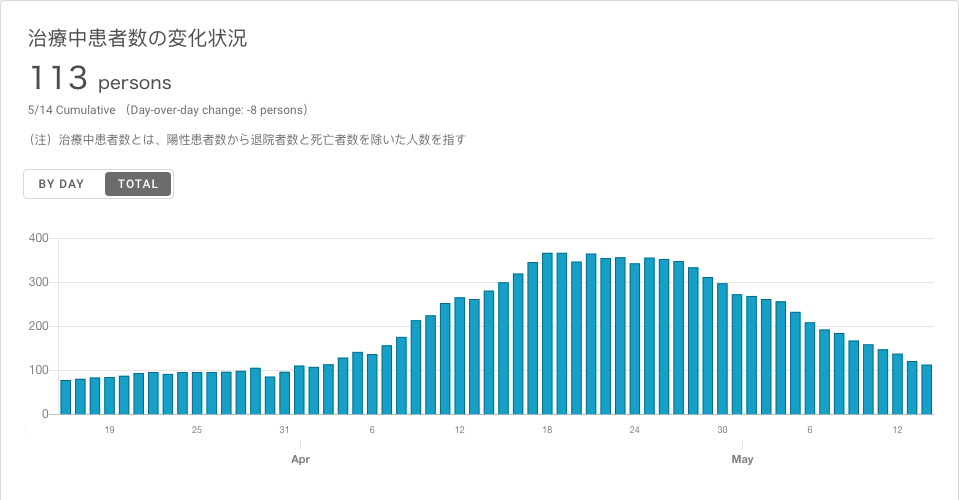 治療中患者数の変化状況
113 persons
5/14 Cumulative （Day-over-day change: -8 persons）
（注）治療中患者数とは、陽性患者数から退院者数と死亡者数を除いた人数を指す
BY DAY TOTAL
400
300
200
100
0
19 25 31 6 12 18 24 30 6 12
Apr May